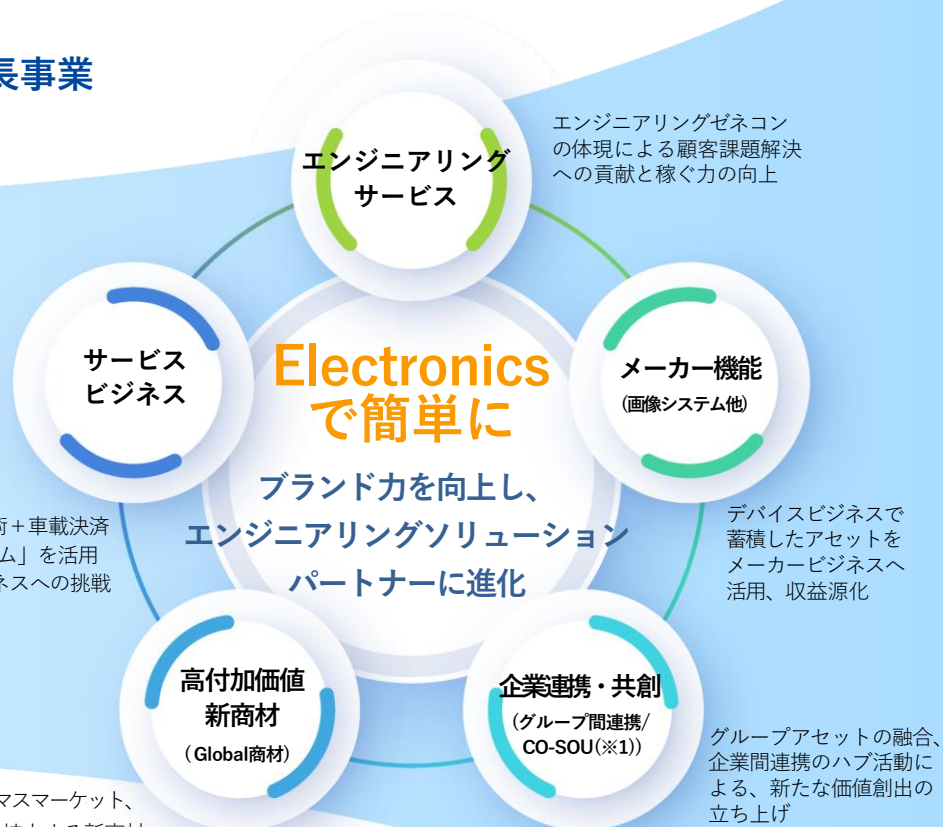 長事業
エンジニアリング
サービス
エンジニアリングゼネコン
の体現による顧客課題解決
への貢献と稼ぐ力の向上
サービス
ビジネス
Electronics
で簡単に
メーカー機能
(画像システム他)
ブランド力を向上し、
エンジニアリングソリューション
パートナーに進化
術＋車載決済
ム」を活用
ネスへの挑戦
デバイスビジネスで
蓄積したアセットを
メーカービジネスへ
活用、収益源化
高付加価値
新商材
（Global商材）
企業連携・共創
(グループ間連携/
CO-SOU(※1))
グループアセットの融合、
企業間連携のハブ活動に
よる、新たな価値創出の
立ち上げ
マスマーケット、
よる新商材